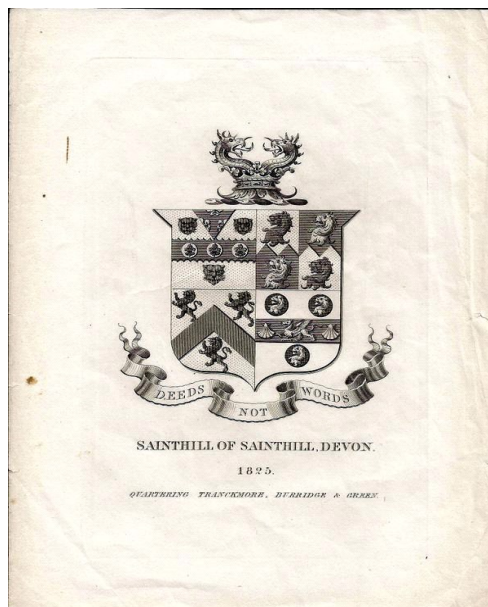 DEEDS NOT WORDS
SAINTHILL OF SAINTHILL, DEVON.
1825.
QUARTERING TRANCKMORE, BURRIDGE & GREEN.